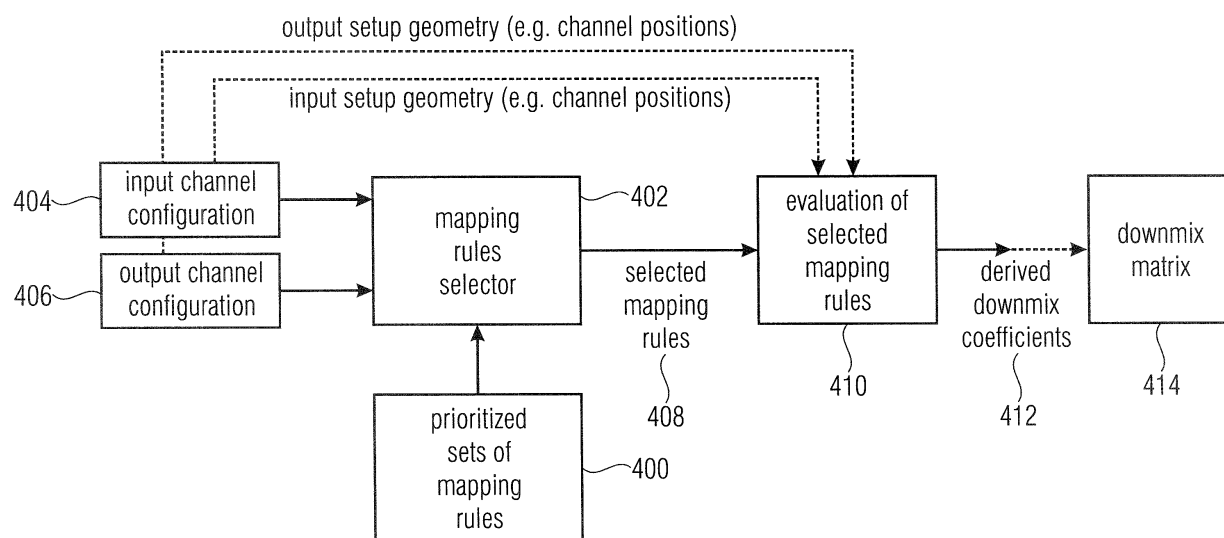 output setup geometry (e.g. channel positions)
input setup geometry (e.g. channel positions)
404
input channel
configuration
406
output channel
configuration
mapping
rules
selector
402
selected
mapping
rules
408
evaluation of
selected
mapping
rules
410
derived
downmix
coefficients
412
downmix
matrix
414
prioritized
sets of
mapping
rules
400